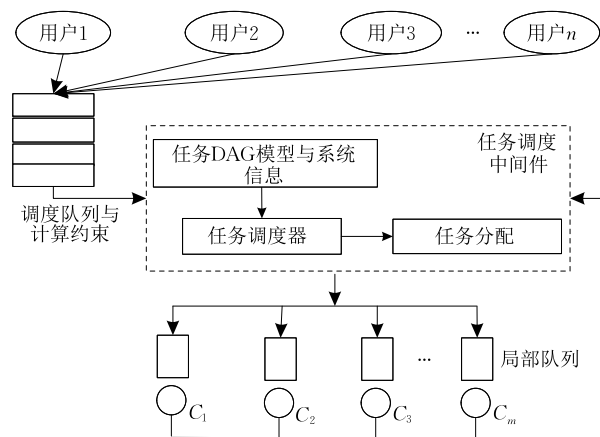 用户1
用户2
用户3
…
用户n
任务调度
中间件
任务DAG模型与系统
信息
调度队列与
计算约束
任务调度器
任务分配
…
局部队列
C1
C2
C3
Cm